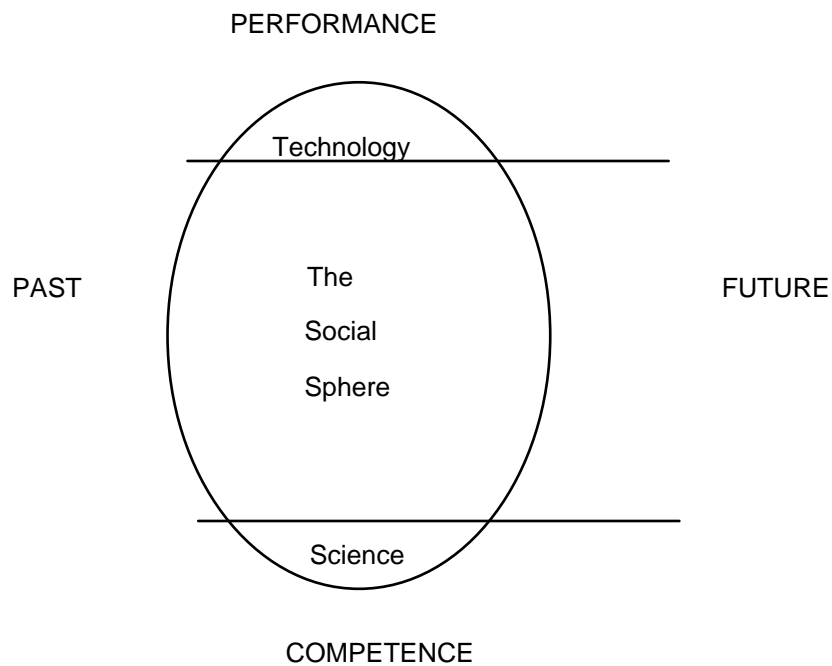 PERFORMANCE
Technology
PAST
The
FUTURE
Social
Sphere
Science
COMPETENCE